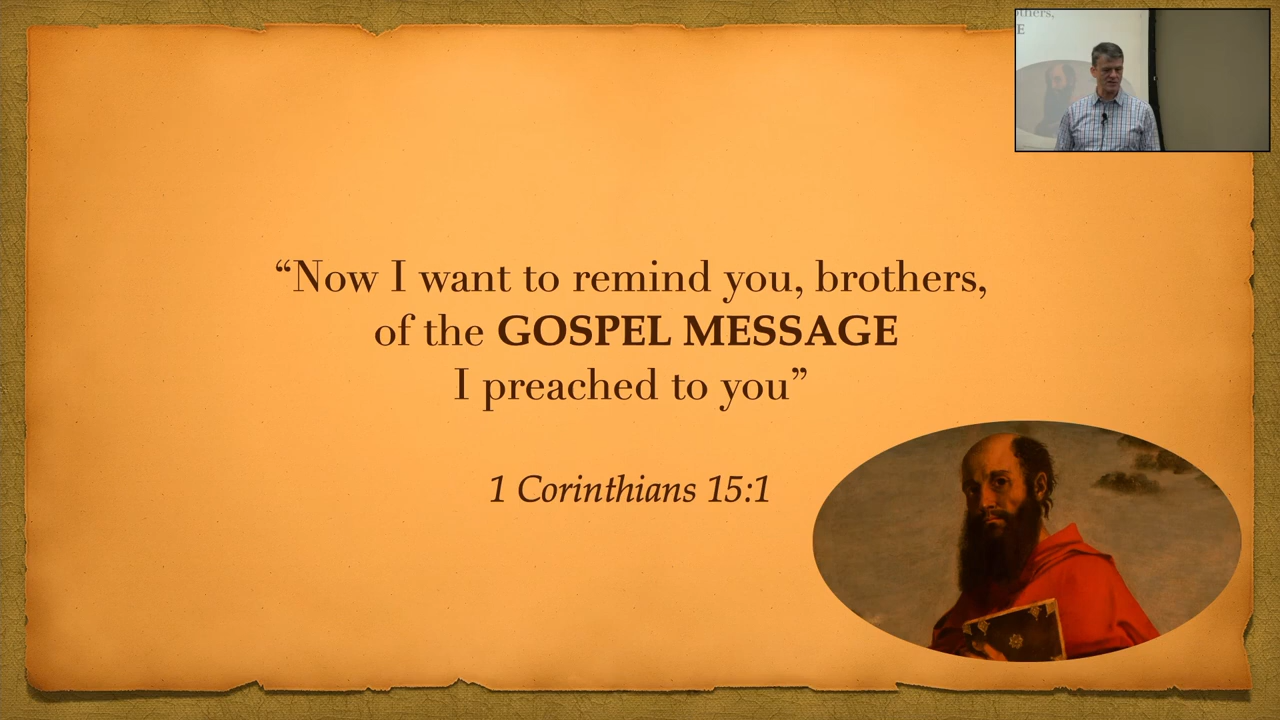 “Now I want to remind you, brothers,
of the GOSPEL MESSAGE
I preached to you”
1 Corinthians 15:1